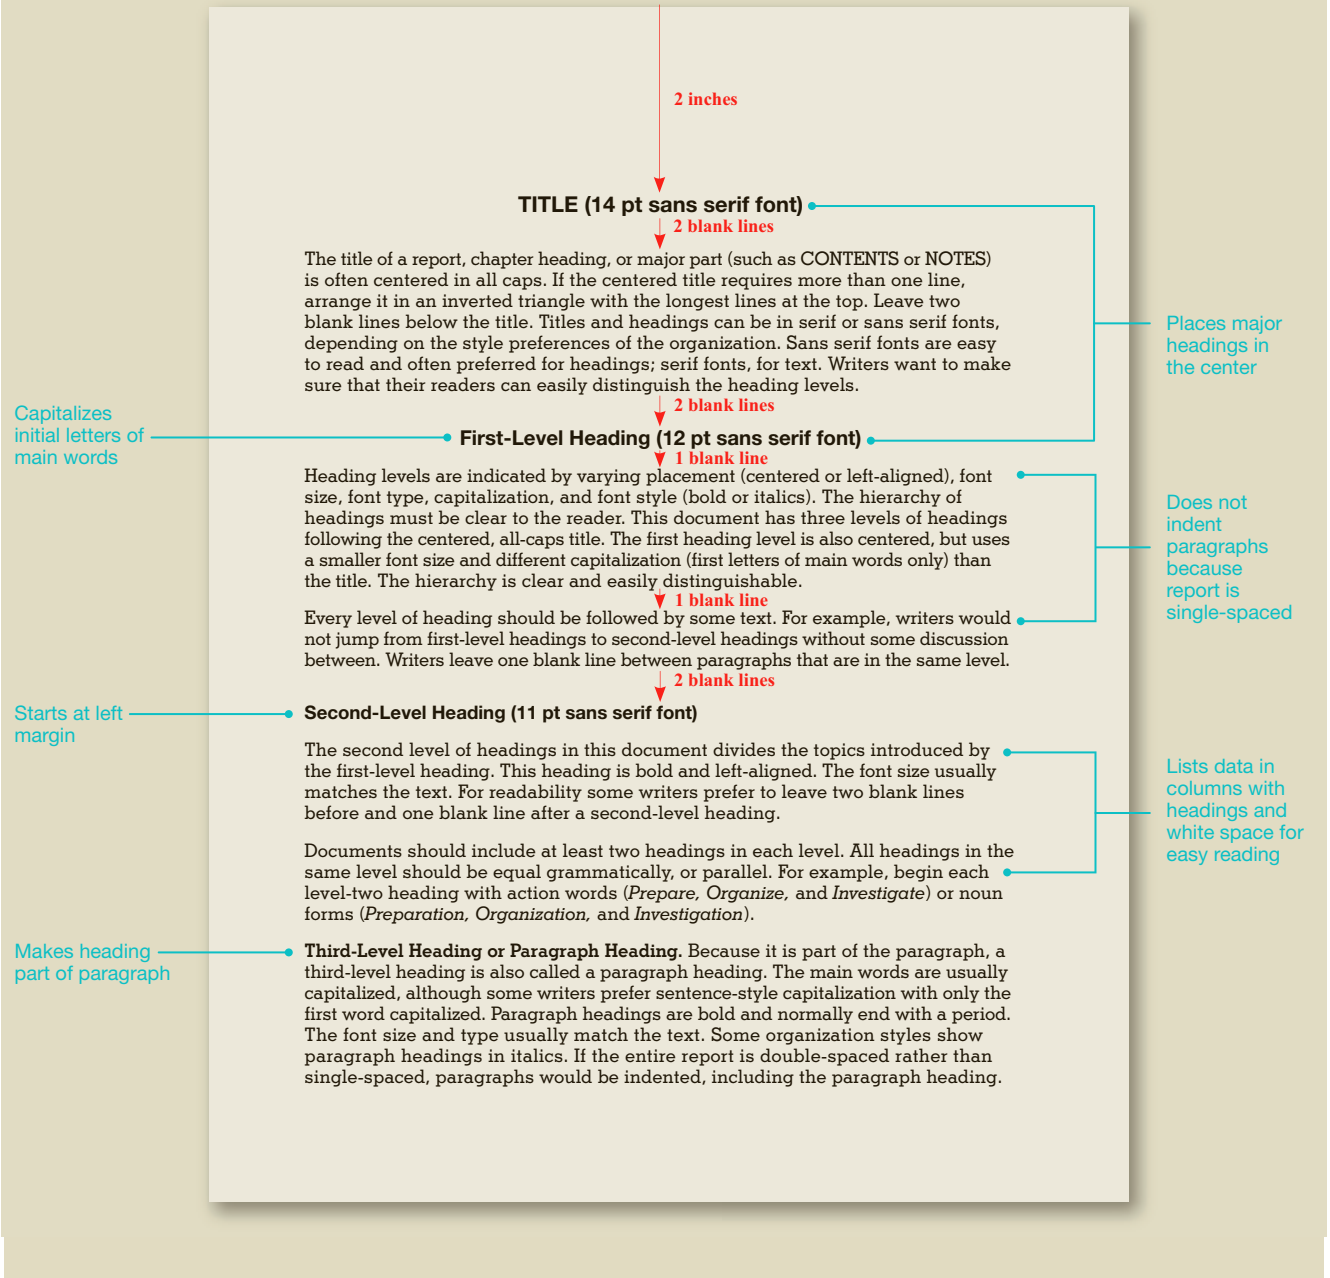 2 inches
TITLE (14 pt sans serif font)
2 blank lines
The title of a report, chapter heading, or major part (such as CONTENTS or NOTES)
is often centered in all caps. If the centered title requires more than one line,
arrange it in an inverted triangle with the longest lines at the top. Leave two
blank lines below the title. Titles and headings can be in serif or sans serif fonts,
depending on the style preferences of the organization. Sans serif fonts are easy
to read and often preferred for headings; serif fonts, for text. Writers want to make
sure that their readers can easily distinguish the heading levels.
Places major
headings in
the center
2 blank lines
Capitalizes
initial letters of
main words
First-Level Heading (12 pt sans serif font)
1 blank line
Heading levels are indicated by varying placement (centered or left-aligned), font
size, font type, capitalization, and font style (bold or italics). The hierarchy of
headings must be clear to the reader. This document has three levels of headings
following the centered, all-caps title. The first heading level is also centered, but uses
a smaller font size and different capitalization (first letters of main words only) than
the title. The hierarchy is clear and easily distinguishable.
Does not
indent
paragraphs
because
report is
single-spaced
1 blank line
Every level of heading should be followed by some text. For example, writers would
not jump from first-level headings to second-level headings without some discussion
between. Writers leave one blank line between paragraphs that are in the same level.
2 blank lines
Starts at left
margin
Second-Level Heading (11 pt sans serif font)
The second level of headings in this document divides the topics introduced by
the first-level heading. This heading is bold and left-aligned. The font size usually
matches the text. For readability some writers prefer to leave two blank lines
before and one blank line after a second-level heading.
Lists data in
columns with
headings and
white space for
easy reading
Documents should include at least two headings in each level. All headings in the
same level should be equal grammatically, or parallel. For example, begin each
level-two heading with action words (Prepare, Organize, and Investigate) or noun
forms (Preparation, Organization, and Investigation).
Makes heading
part of paragraph
Third-Level Heading or Paragraph Heading. Because it is part of the paragraph, a
third-level heading is also called a paragraph heading. The main words are usually
capitalized, although some writers prefer sentence-style capitalization with only the
first word capitalized. Paragraph headings are bold and normally end with a period.
The font size and type usually match the text. Some organization styles show
paragraph headings in italics. If the entire report is double-spaced rather than
single-spaced, paragraphs would be indented, including the paragraph heading.